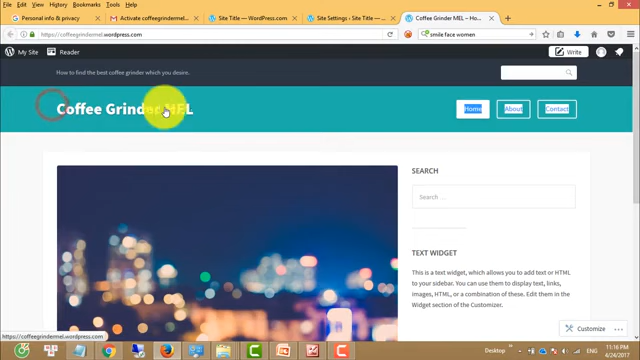 File Edit View History Bookmarks Tools Help
Personal info & privacy
Activate coffeegrindermel...
Site Title — WordPress.com
Site Settings ‹ Site Title —...
Coffee Grinder MEL – Ho...
https://coffeegrindermel.wordpress.com
smile face women
My Site
Reader
Write
How to find the best coffee grinder which you desire.
Coffee Grinder MEL
Home
About
Contact
SEARCH
Search ...
TEXT WIDGET
This is a text widget, which allows you to add text or HTML
to your sidebar. You can use them to display text, links,
images, HTML, or a combination of these. Edit them in the
Widget section of the Customizer.
Customize
https://coffeegrindermel.wordpress.com
Desktop
ENG
11:16 PM
4/24/2017